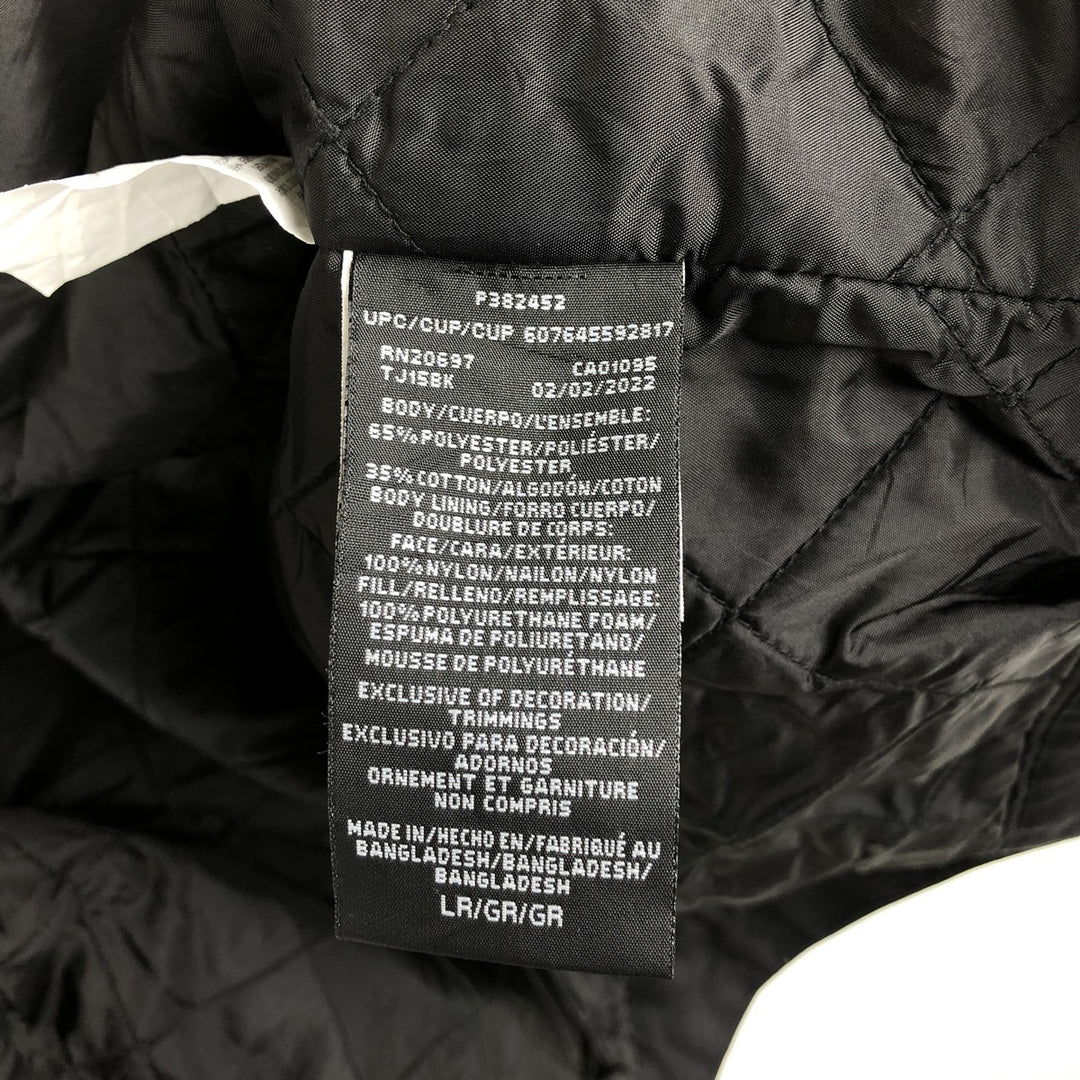 P382452
UPC/CUP/CUP 607645592817
RN20697 CA01095
TJ15BK 02/02/2022
BODY/CUERPO/L'ENSEMBLE:
65% POLYESTER/POLIÉSTER/
POLYESTER
35% COTTON/ALGODÓN/COTON
BODY LINING/FORRO CUERPO/
DOUBLURE DE CORPS:
FACE/CARA/EXTÉRIEUR:
100% NYLON/NAILON/NYLON
FILL/RELLENO/REMPLISSAGE:
100% POLYURETHANE FOAM/
ESPUMA DE POLIURETANO/
MOUSSE DE POLYURÉTHANE
EXCLUSIVE OF DECORATION/
TRIMMINGS
EXCLUSIVO PARA DECORACIÓN/
ADORNOS
ORNEMENT ET GARNITURE
NON COMPRIS
MADE IN/HECHO EN/FABRIQUÉ AU
BANGLADESH/BANGLADESH/
BANGLADESH
LR/GR/GR